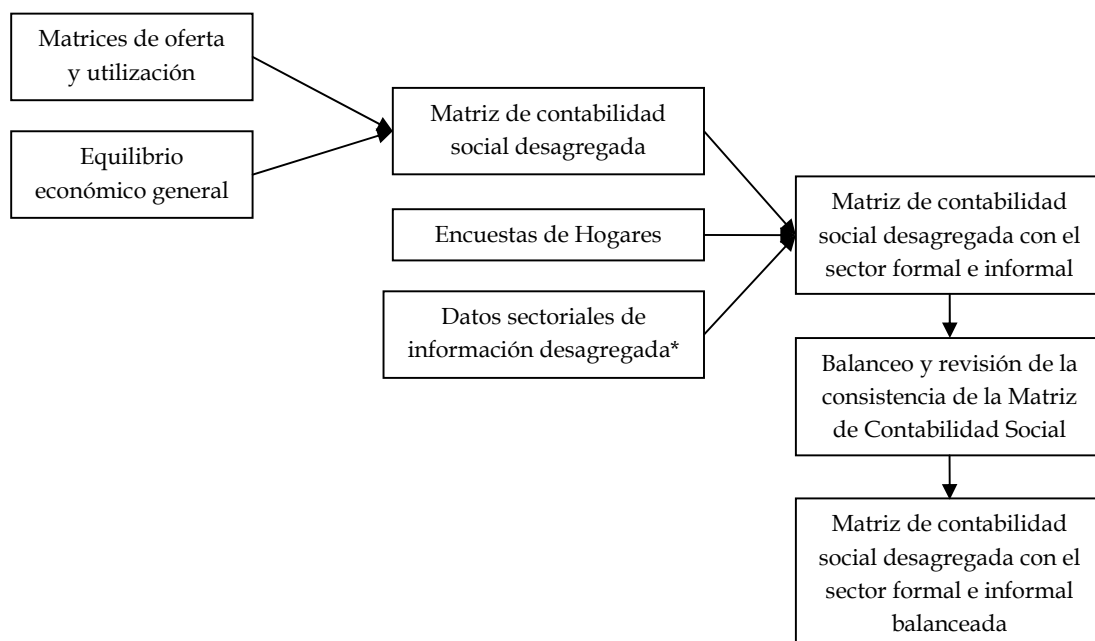 Matrices de oferta
y utilización
Equilibrio
económico general
Matriz de contabilidad
social desagregada
Encuestas de Hogares
Datos sectoriales de
información desagregada*
Matriz de contabilidad
social desagregada con el
sector formal e informal
Balanceo y revisión de la
consistencia de la Matriz
de Contabilidad Social
Matriz de contabilidad
social desagregada con el
sector formal e informal
balanceada